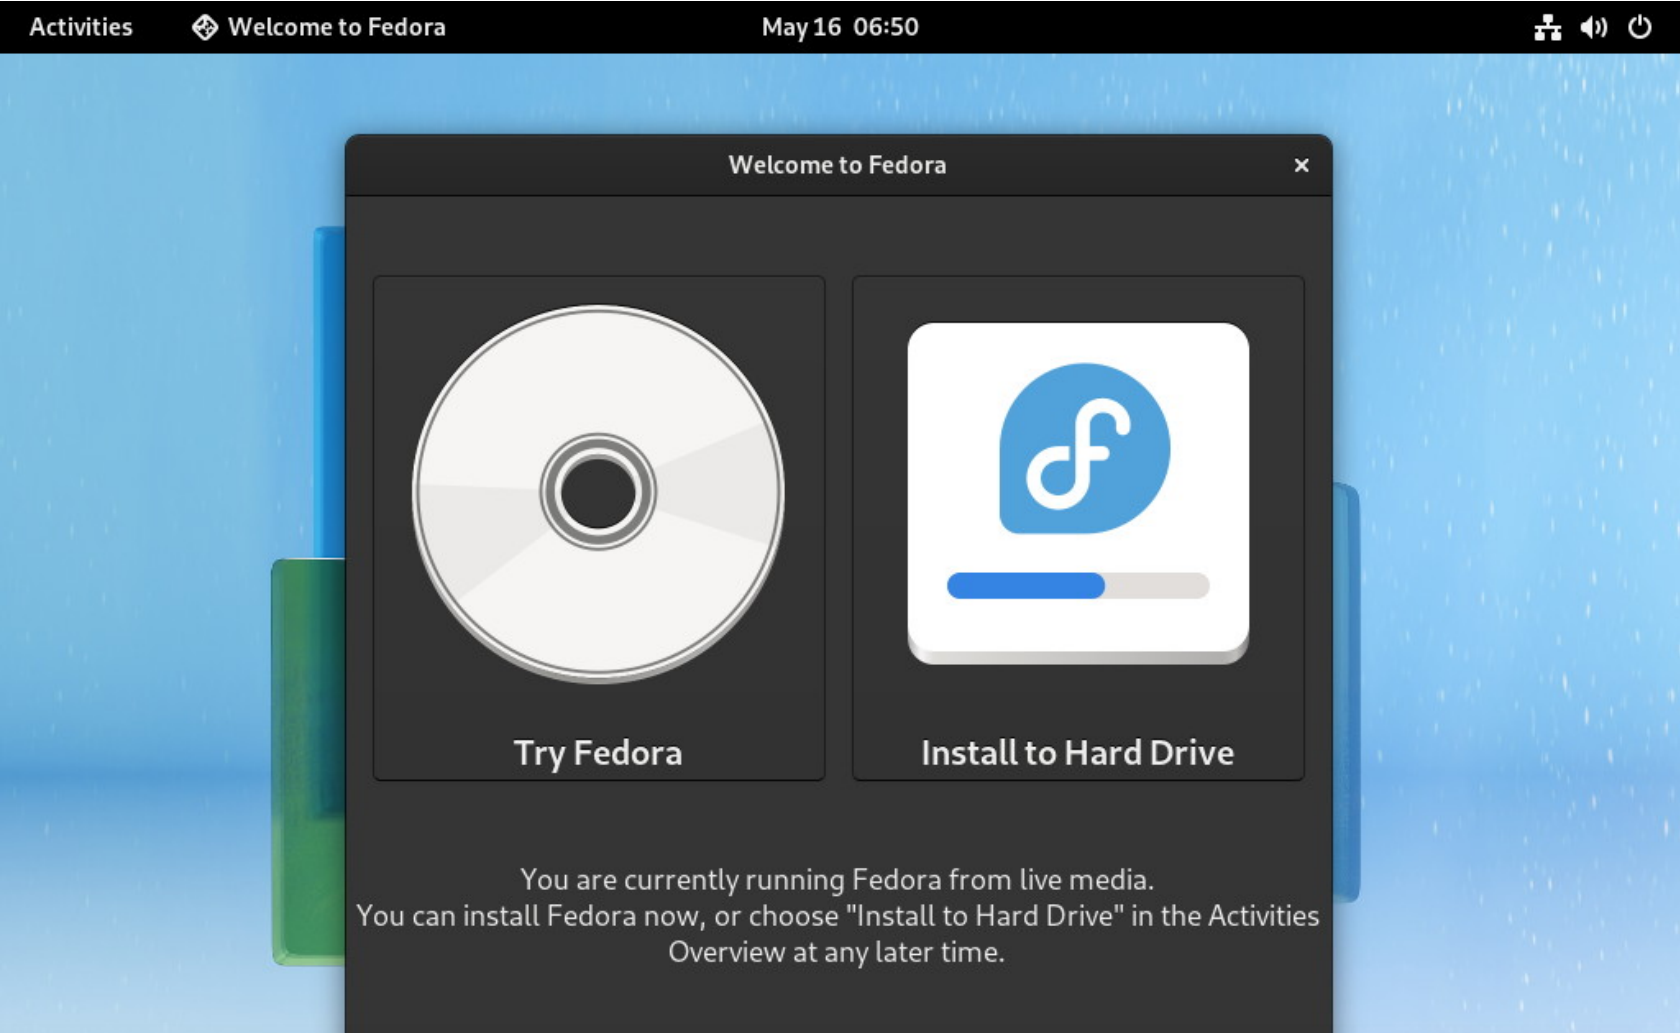 Activities Welcome to Fedora May 16 06:50
Welcome to Fedora
Try Fedora Install to Hard Drive
You are currently running Fedora from live media.
You can install Fedora now, or choose "Install to Hard Drive" in the Activities
Overview at any later time.